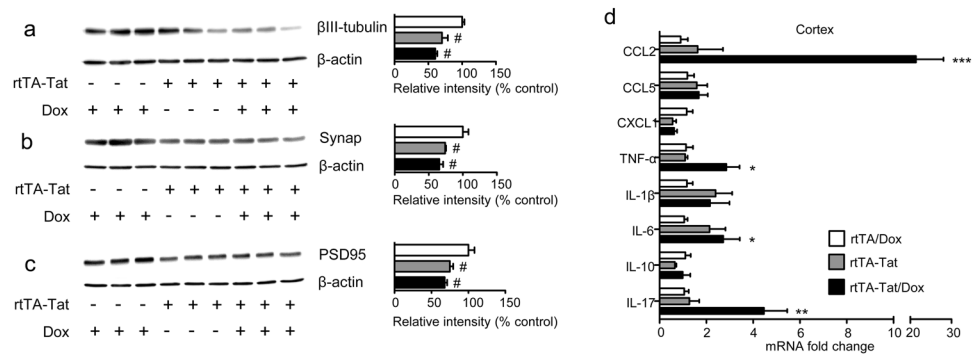 a
βIII-tubulin
#
#
β-actin
rtTA-Tat - - - + + + + + +
Dox + + + - - - + + +
0 50 100 150
Relative intensity (% control)
b
Synap
#
#
β-actin
rtTA-Tat - - - + + + + + +
Dox + + + - - - + + +
0 50 100 150
Relative intensity (% control)
c
PSD95
#
#
β-actin
rtTA-Tat - - - + + + + + +
Dox + + + - - - + + +
0 50 100 150
Relative intensity (% control)
d
Cortex
CCL2
***
CCL5
CXCL1
TNF-α
*
IL-1β
IL-6
*
IL-10
IL-17
**
rtTA/Dox
rtTA-Tat
rtTA-Tat/Dox
0 2 4 6 8 10 20 30
mRNA fold change